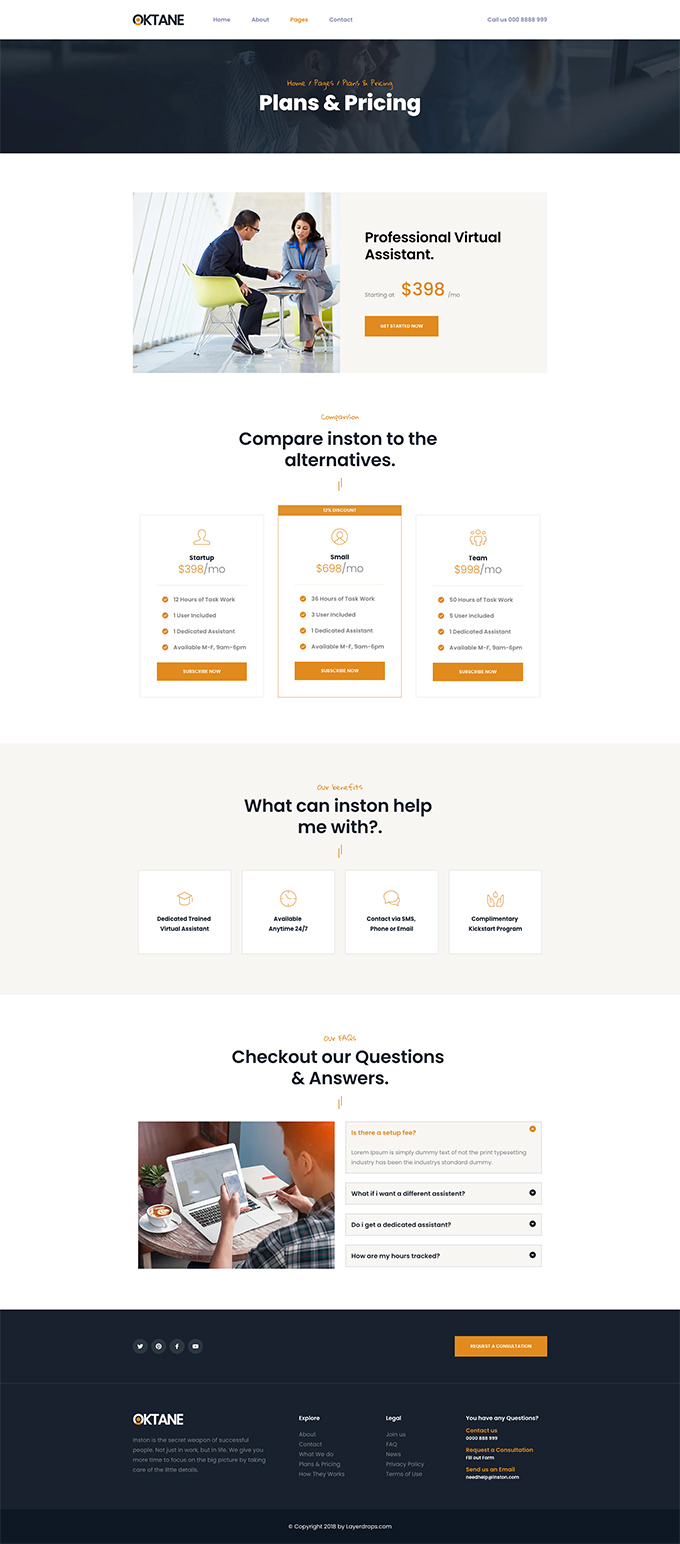 OKTANE Home About Pages Contact Call us 000 8888 999
Home / Pages / Plans & Pricing
Plans & Pricing
Professional Virtual
Assistant.
Starting at $398 /mo
GET STARTED NOW
Comparison
Compare inston to the
alternatives.
12% DISCOUNT
Startup
$398/mo
12 Hours of Task Work
1 User Included
1 Dedicated Assistant
Available M-F, 9am-6pm
SUBSCRIBE NOW
Small
$698/mo
36 Hours of Task Work
3 User Included
1 Dedicated Assistant
Available M-F, 9am-6pm
SUBSCRIBE NOW
Team
$998/mo
50 Hours of Task Work
5 User Included
1 Dedicated Assistant
Available M-F, 9am-6pm
SUBSCRIBE NOW
Our benefits
What can inston help
me with?.
Dedicated Trained
Virtual Assistant
Available
Anytime 24/7
Contact via SMS,
Phone or Email
Complimentary
Kickstart Program
Our FAQs
Checkout our Questions
& Answers.
Is there a setup fee?
Lorem Ipsum is simply dummy text of not the print typesetting
industry has been the industrys standard dummy.
What if i want a different assistent?
Do i get a dedicated assistant?
How are my hours tracked?
REQUEST A CONSULTATION
OKTANE
Inston is the secret weapon of successful
people. Not just in work, but in life. We give you
more time to focus on the big picture by taking
care of the little details.
Explore
About
Contact
What We do
Plans & Pricing
How They Works
Legal
Join us
FAQ
News
Privacy Policy
Terms of Use
You have any Questions?
Contact us
0000 888 999
Request a Consultation
Fill out Form
Send us an Email
needhelp@inston.com
© Copyright 2018 by Layerdrops.com